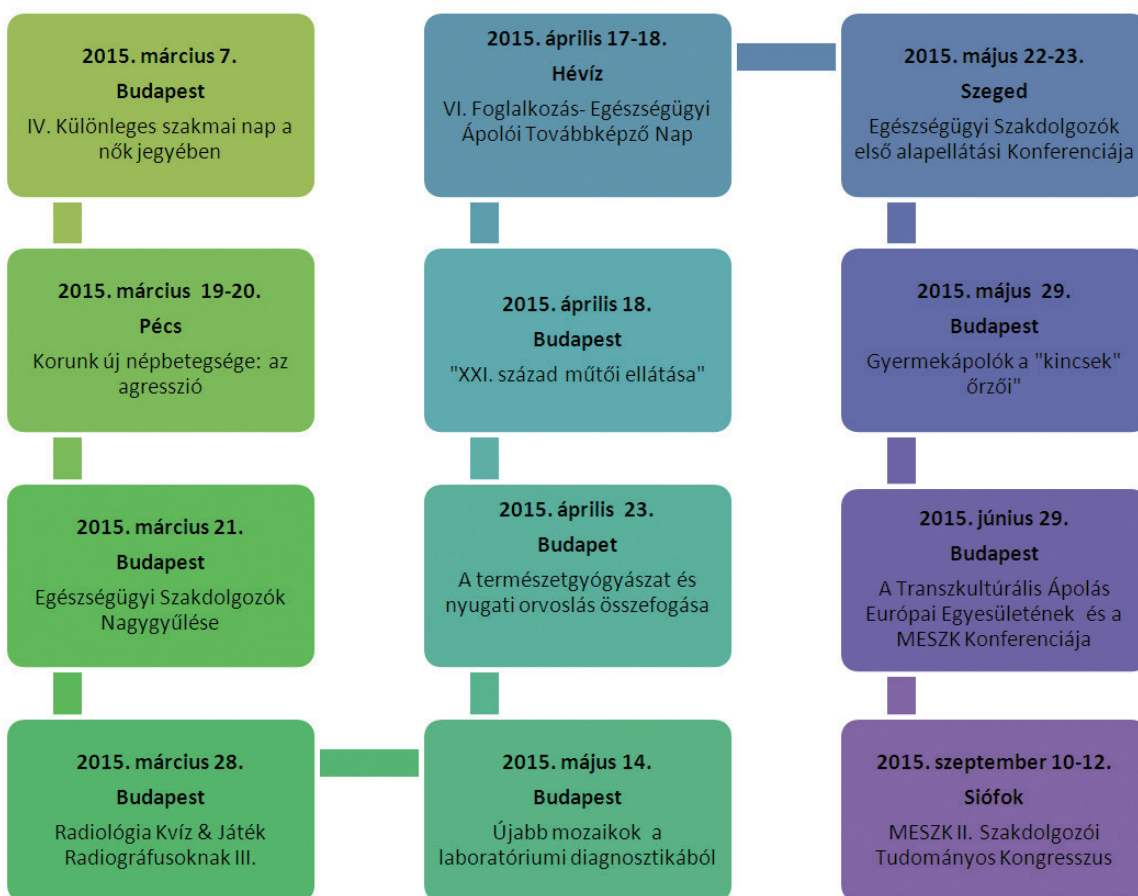 2015. március 7.
Budapest
IV. Különleges szakmai nap a
nők jegyében
2015. március 19-20.
Pécs
Korunk új népbetegsége: az
agresszió
2015. március 21.
Budapest
Egészségügyi Szakdolgozók
Nagygyűlése
2015. március 28.
Budapest
Radiológia Kvíz & Játék
Radiográfusoknak III.
2015. május 14.
Budapest
Újabb mozaikok a
laboratóriumi diagnosztikából
2015. április 23.
Budapet
A természetgyógyászat és
nyugati orvoslás összefogása
2015. április 18.
Budapest
"XXI. század műtői ellátása"
2015. április 17-18.
Hévíz
VI. Foglalkozás- Egészségügyi
Ápolói Továbbképző Nap
2015. május 22-23.
Szeged
Egészségügyi Szakdolgozók
első alapellátási Konferenciája
2015. május 29.
Budapest
Gyermekápolók a "kincsek"
őrzői"
2015. június 29.
Budapest
A Transzkultúrális Ápolás
Európai Egyesületének és a
MESZK Konferenciája
2015. szeptember 10-12.
Siófok
MESZK II. Szakdolgozói
Tudományos Kongresszus